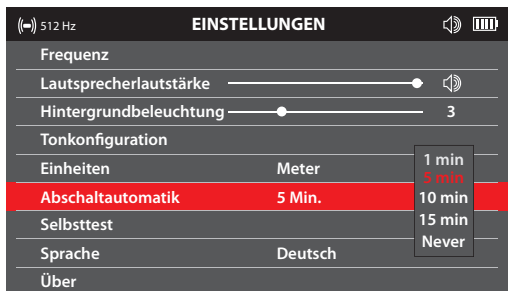 512 Hz EINSTELLUNGEN
Frequenz
Lautsprecherlautstärke
Hintergrundbeleuchtung 3
Tonkonfiguration
Einheiten Meter
Abschaltautomatik 5 Min.
Selbsttest
Sprache Deutsch
Über
1 min
5 min
10 min
15 min
Never